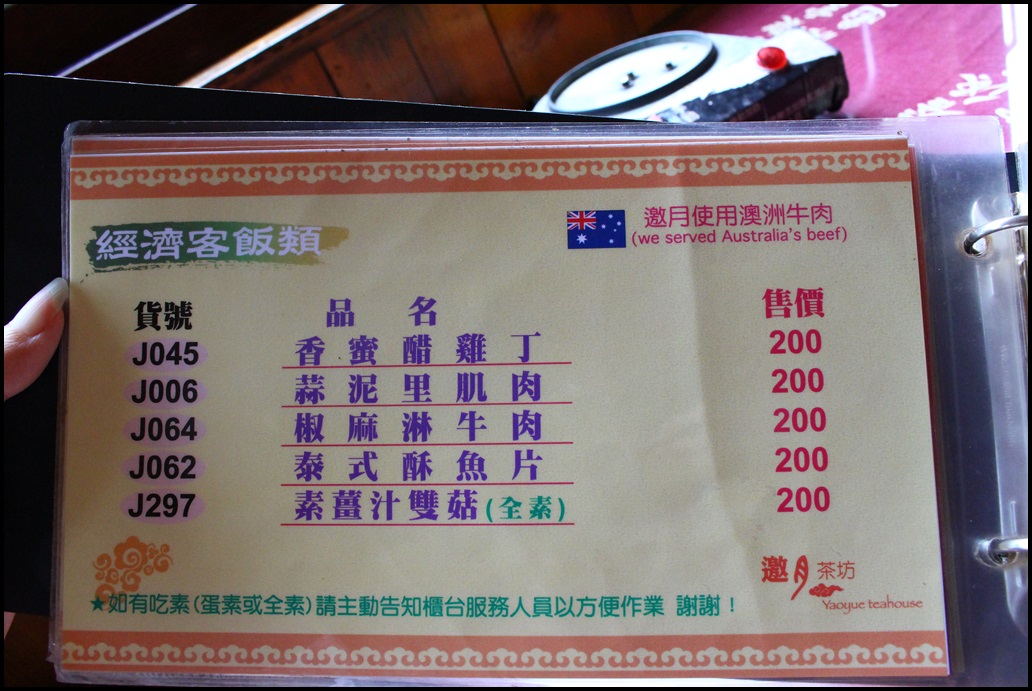 經濟客飯類
邀月使用澳洲牛肉
(we served Australia's beef)
貨號 品名 售價
J045 香蜜醋雞丁 200
J006 蒜泥里肌肉 200
J064 椒麻淋牛肉 200
J062 泰式酥魚片 200
J297 素薑汁雙菇(全素) 200
邀月茶坊
Yaoyue teahouse
★如有吃素(蛋素或全素)請主動告知櫃台服務人員以方便作業 謝謝！